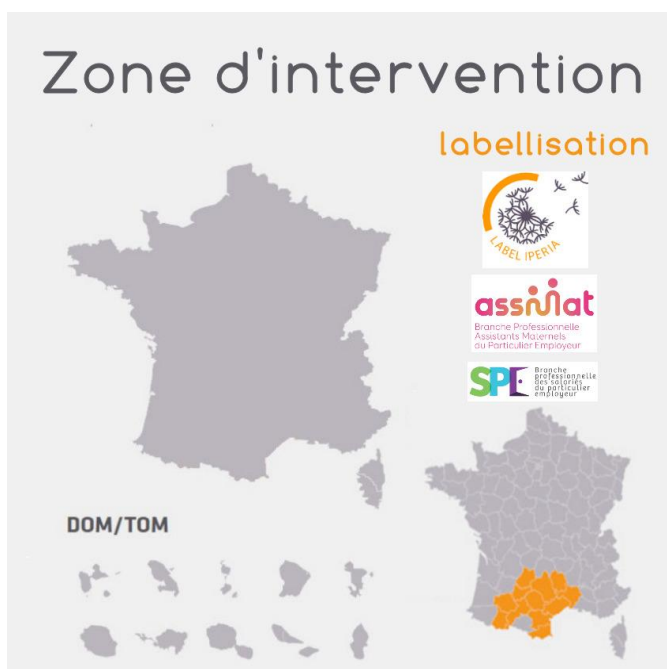 Zone d'intervention
labellisation
LABEL IPERIA
assmat
Branche Professionnelle
Assistants Maternels
du Particulier Employeur
SPE
Branche
professionnelle
des salariés
du particulier
employeur
DOM/TOM